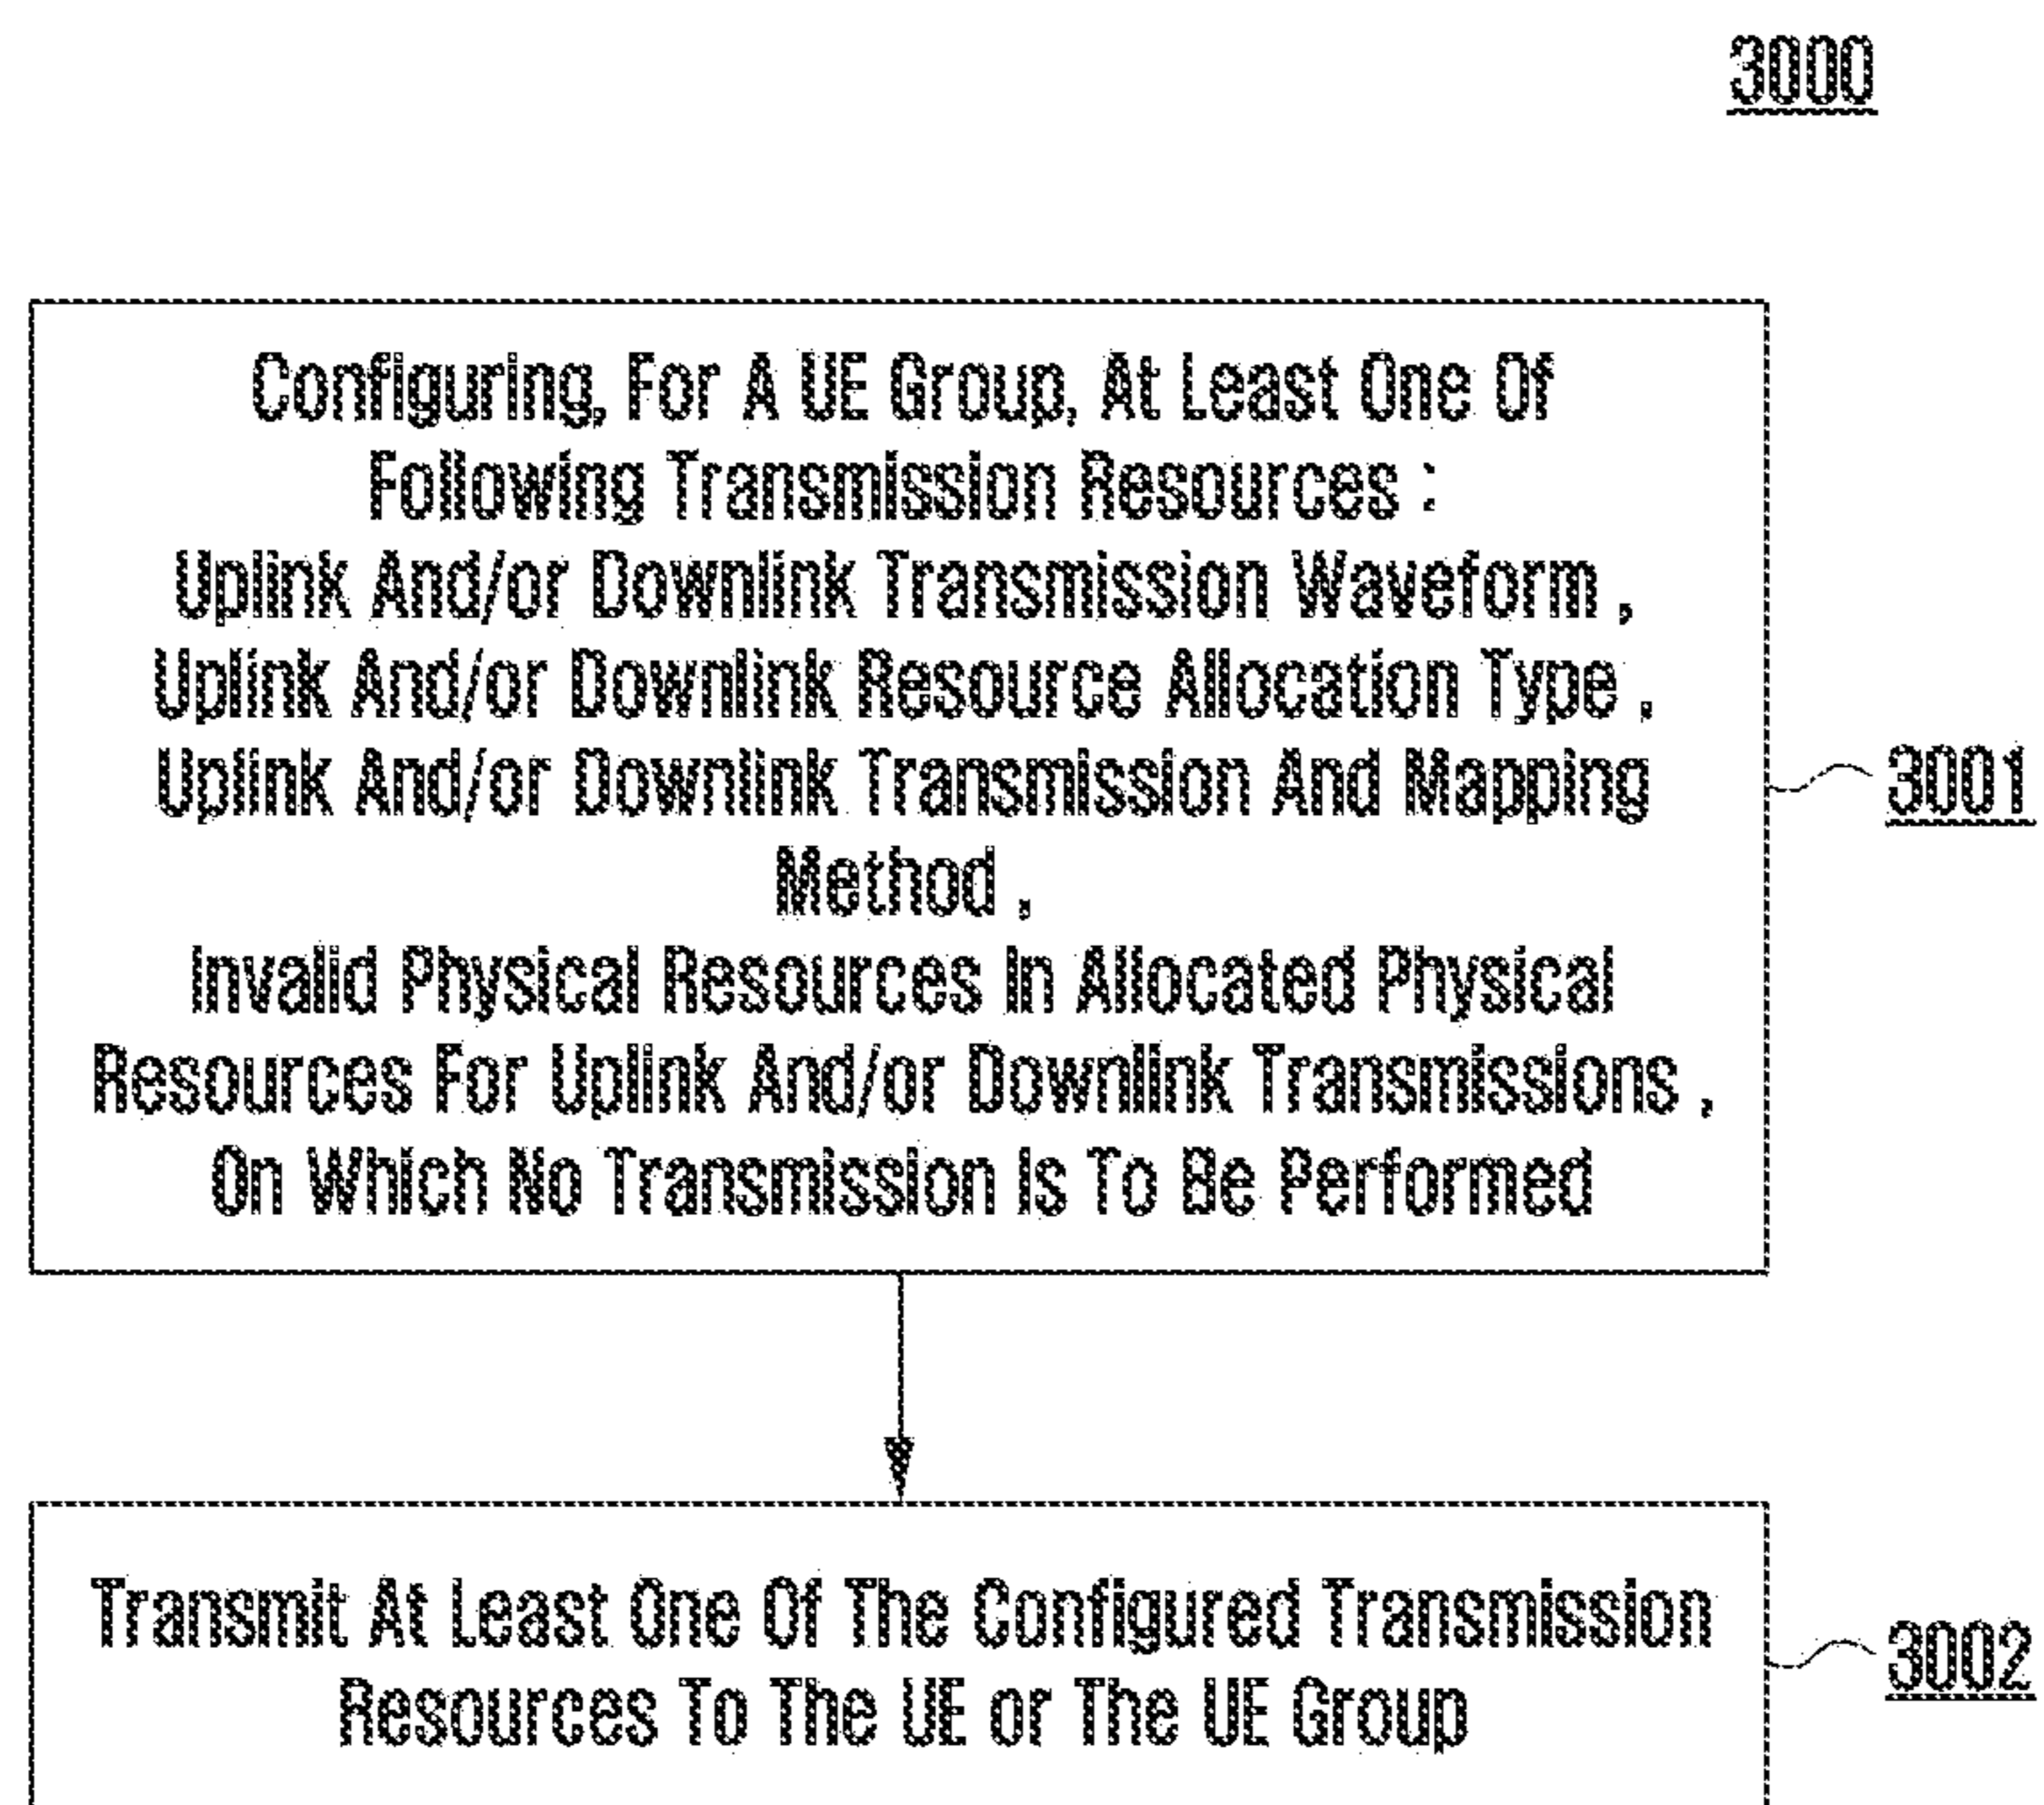 3000
Configuring, For A UE Group, At Least One Of
Following Transmission Resources :
Uplink And/or Downlink Transmission Waveform ,
Uplink And/or Downlink Resource Allocation Type ,
Uplink And/or Downlink Transmission And Mapping
Method ,
Invalid Physical Resources In Allocated Physical
Resources For Uplink And/or Downlink Transmissions ,
On Which No Transmission Is To Be Performed
3001
Transmit At Least One Of The Configured Transmission
Resources To The UE or The UE Group
3002